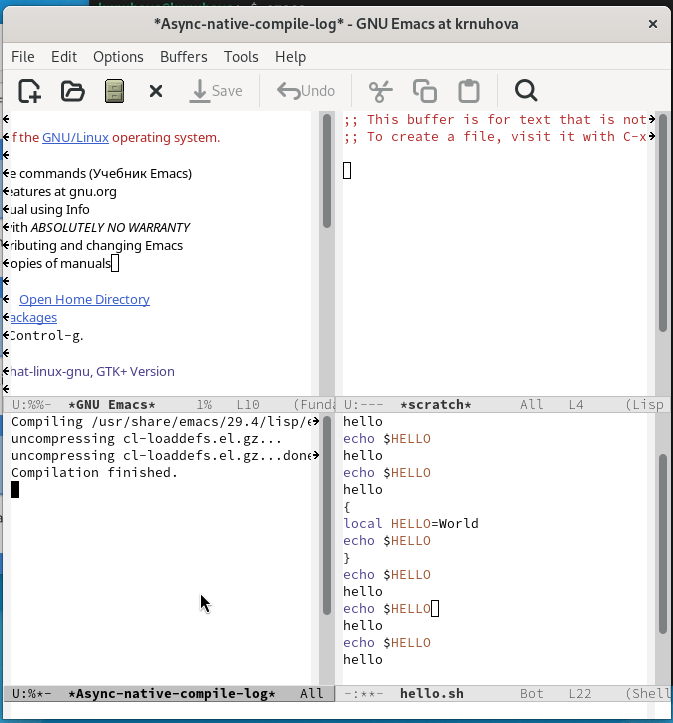 *Async-native-compile-log* - GNU Emacs at krnuhova
File Edit Options Buffers Tools Help
Save Undo
f the GNU/Linux operating system.
e commands (Учебник Emacs)
eatures at gnu.org
ual using Info
ith ABSOLUTELY NO WARRANTY
ributing and changing Emacs
opies of manuals
Open Home Directory
ackages
Control-g.
hat-linux-gnu, GTK+ Version
U:%%- *GNU Emacs* 1% L10 (Funda
;; This buffer is for text that is not
;; To create a file, visit it with C-x
U:--- *scratch* All L4 (Lisp
Compiling /usr/share/emacs/29.4/lisp/e
uncompressing cl-loaddefs.el.gz...
uncompressing cl-loaddefs.el.gz...done
Compilation finished.
U:%*- *Async-native-compile-log* All
hello
echo $HELLO
hello
echo $HELLO
hello
{
local HELLO=World
echo $HELLO
}
echo $HELLO
hello
echo $HELLO
hello
echo $HELLO
hello
-:**- hello.sh Bot L22 (Shell